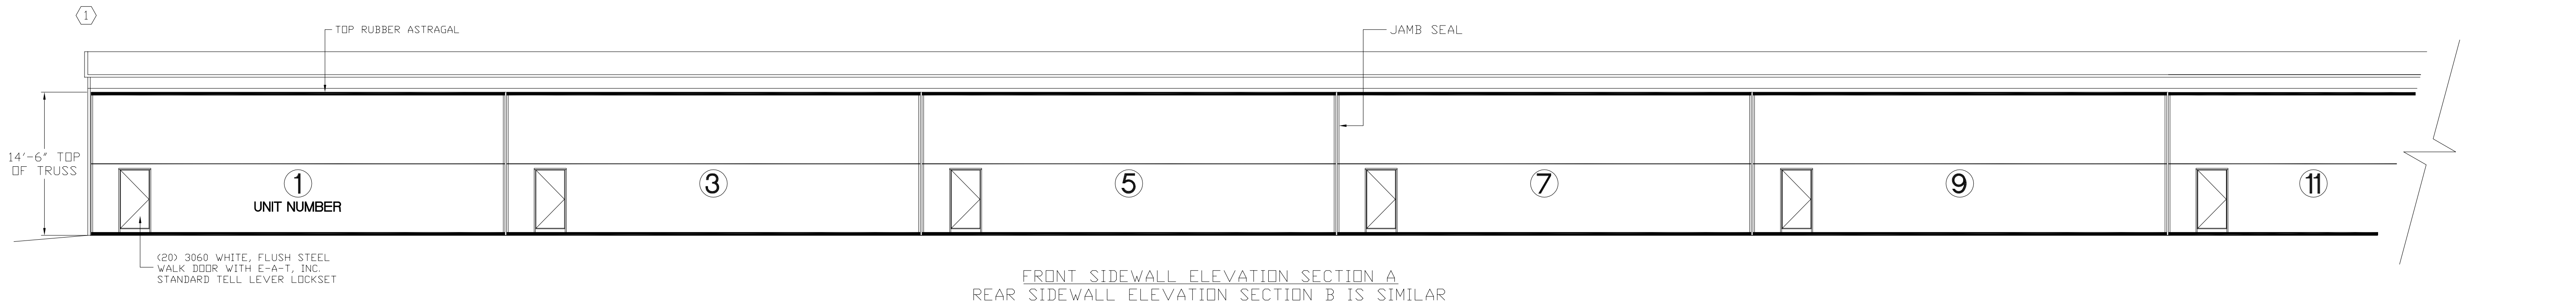 1
TOP RUBBER ASTRAGAL
JAMB SEAL
14'-6" TOP
OF TRUSS
1
UNIT NUMBER
3
5
7
9
11
(20) 3060 WHITE, FLUSH STEEL
WALK DOOR WITH E-A-T, INC.
STANDARD TELL LEVER LOCKSET
FRONT SIDEWALL ELEVATION SECTION A
REAR SIDEWALL ELEVATION SECTION B IS SIMILAR